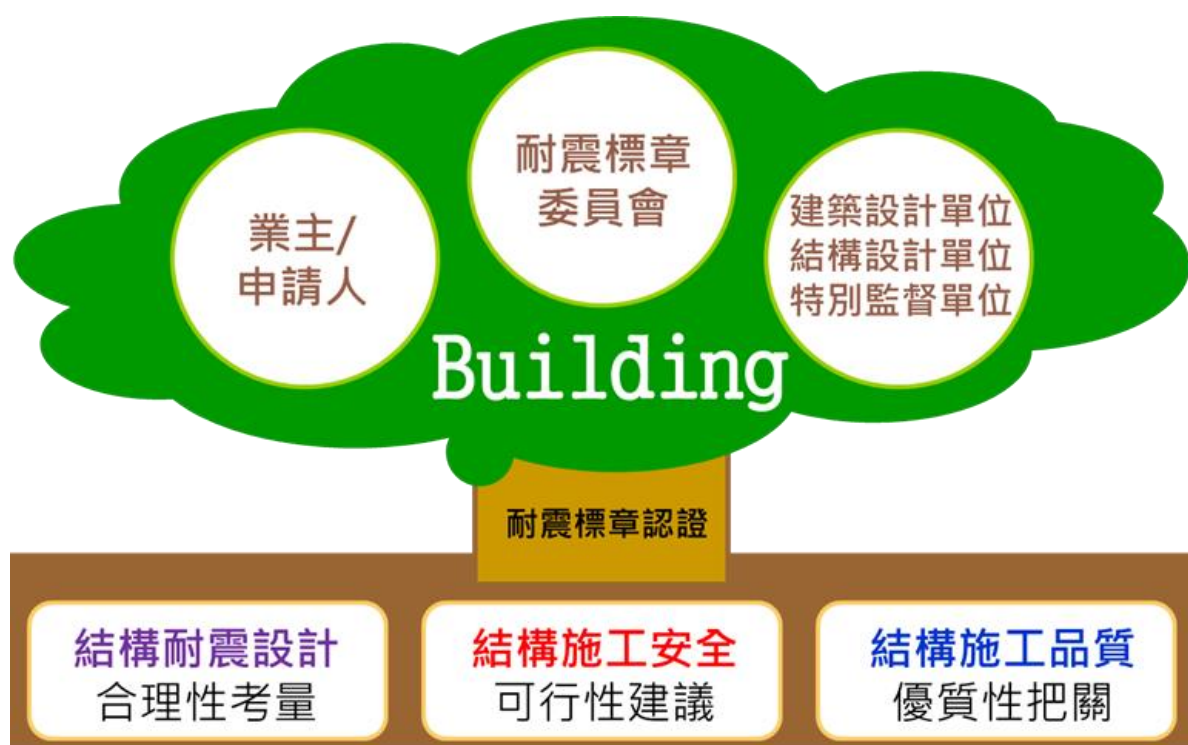 耐震標章
委員會
業主/
申請人
建築設計單位
結構設計單位
特別監督單位
Building
耐震標章認證
結構耐震設計
合理性考量
結構施工安全
可行性建議
結構施工品質
優質性把關